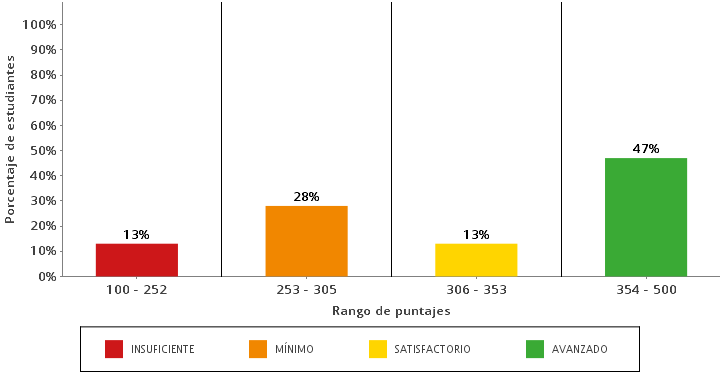 Porcentaje de estudiantes
100%
90%
80%
70%
60%
50%
40%
30%
20%
10%
0%
13%
28%
13%
47%
100 - 252
253 - 305
306 - 353
354 - 500
Rango de puntajes
INSUFICIENTE
MÍNIMO
SATISFACTORIO
AVANZADO